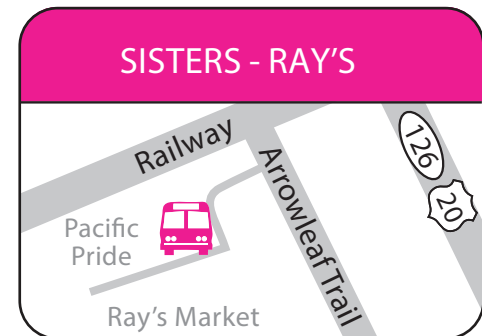 SISTERS - RAY'S
Railway
126
20
Arrowleaf Trail
Pacific
Pride
Ray's Market